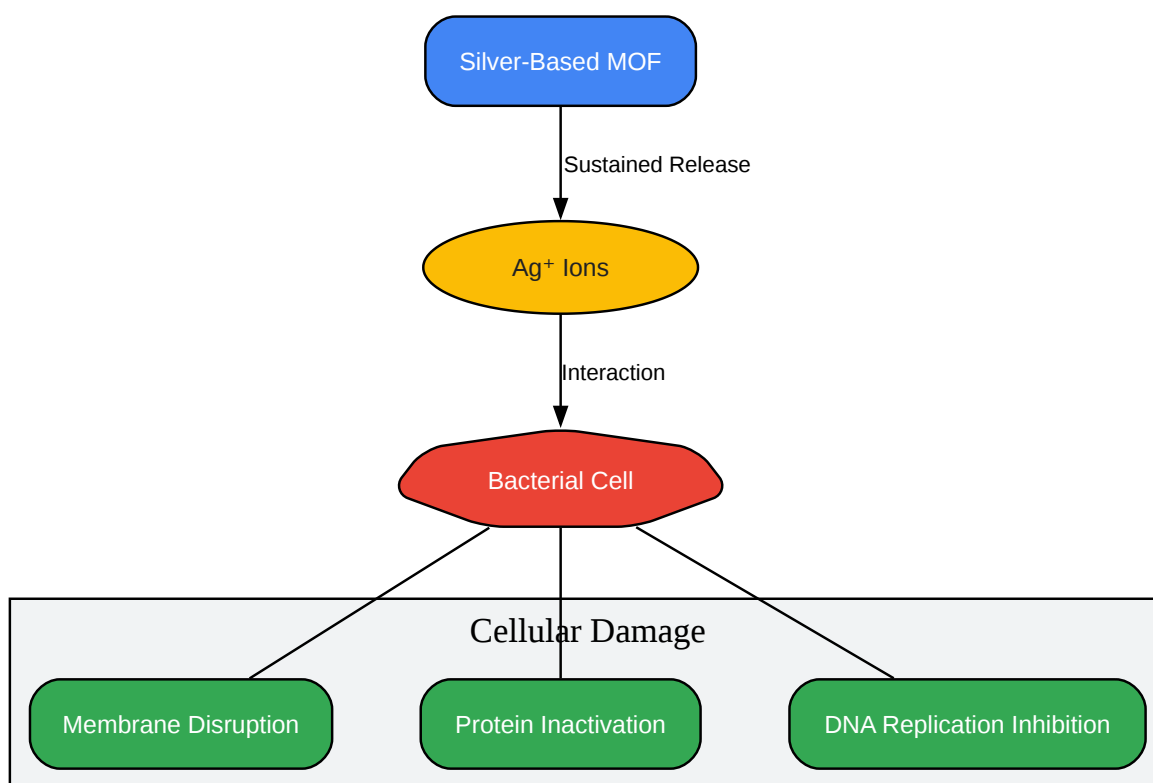 Silver-Based MOF
Sustained Release
Ag⁺ Ions
Interaction
Bacterial Cell
Cellular Damage
Membrane Disruption
Protein Inactivation
DNA Replication Inhibition